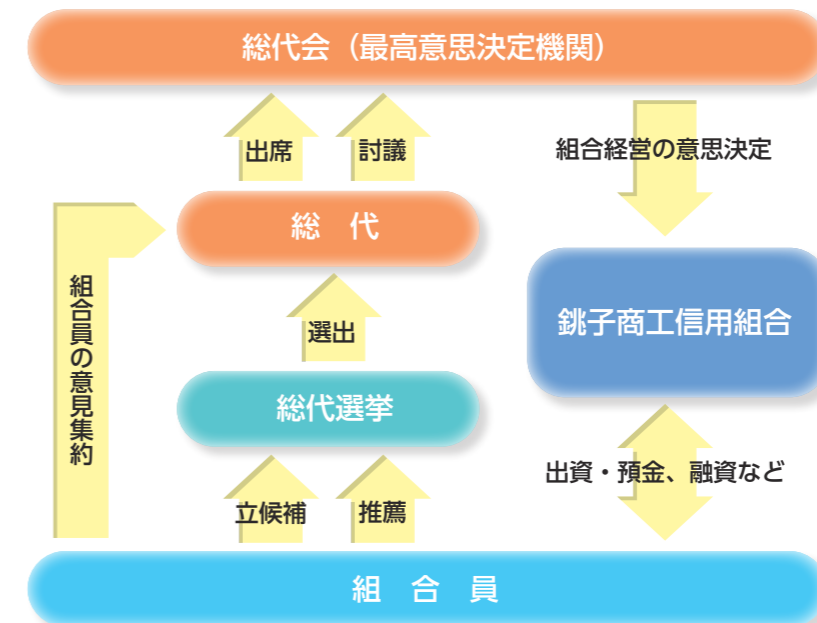 総代会（最高意思決定機関）
出席
討議
組合経営の意思決定
総　代
組合員の意見集約
選出
銚子商工信用組合
総代選挙
出資・預金、融資など
立候補
推薦
組　合　員